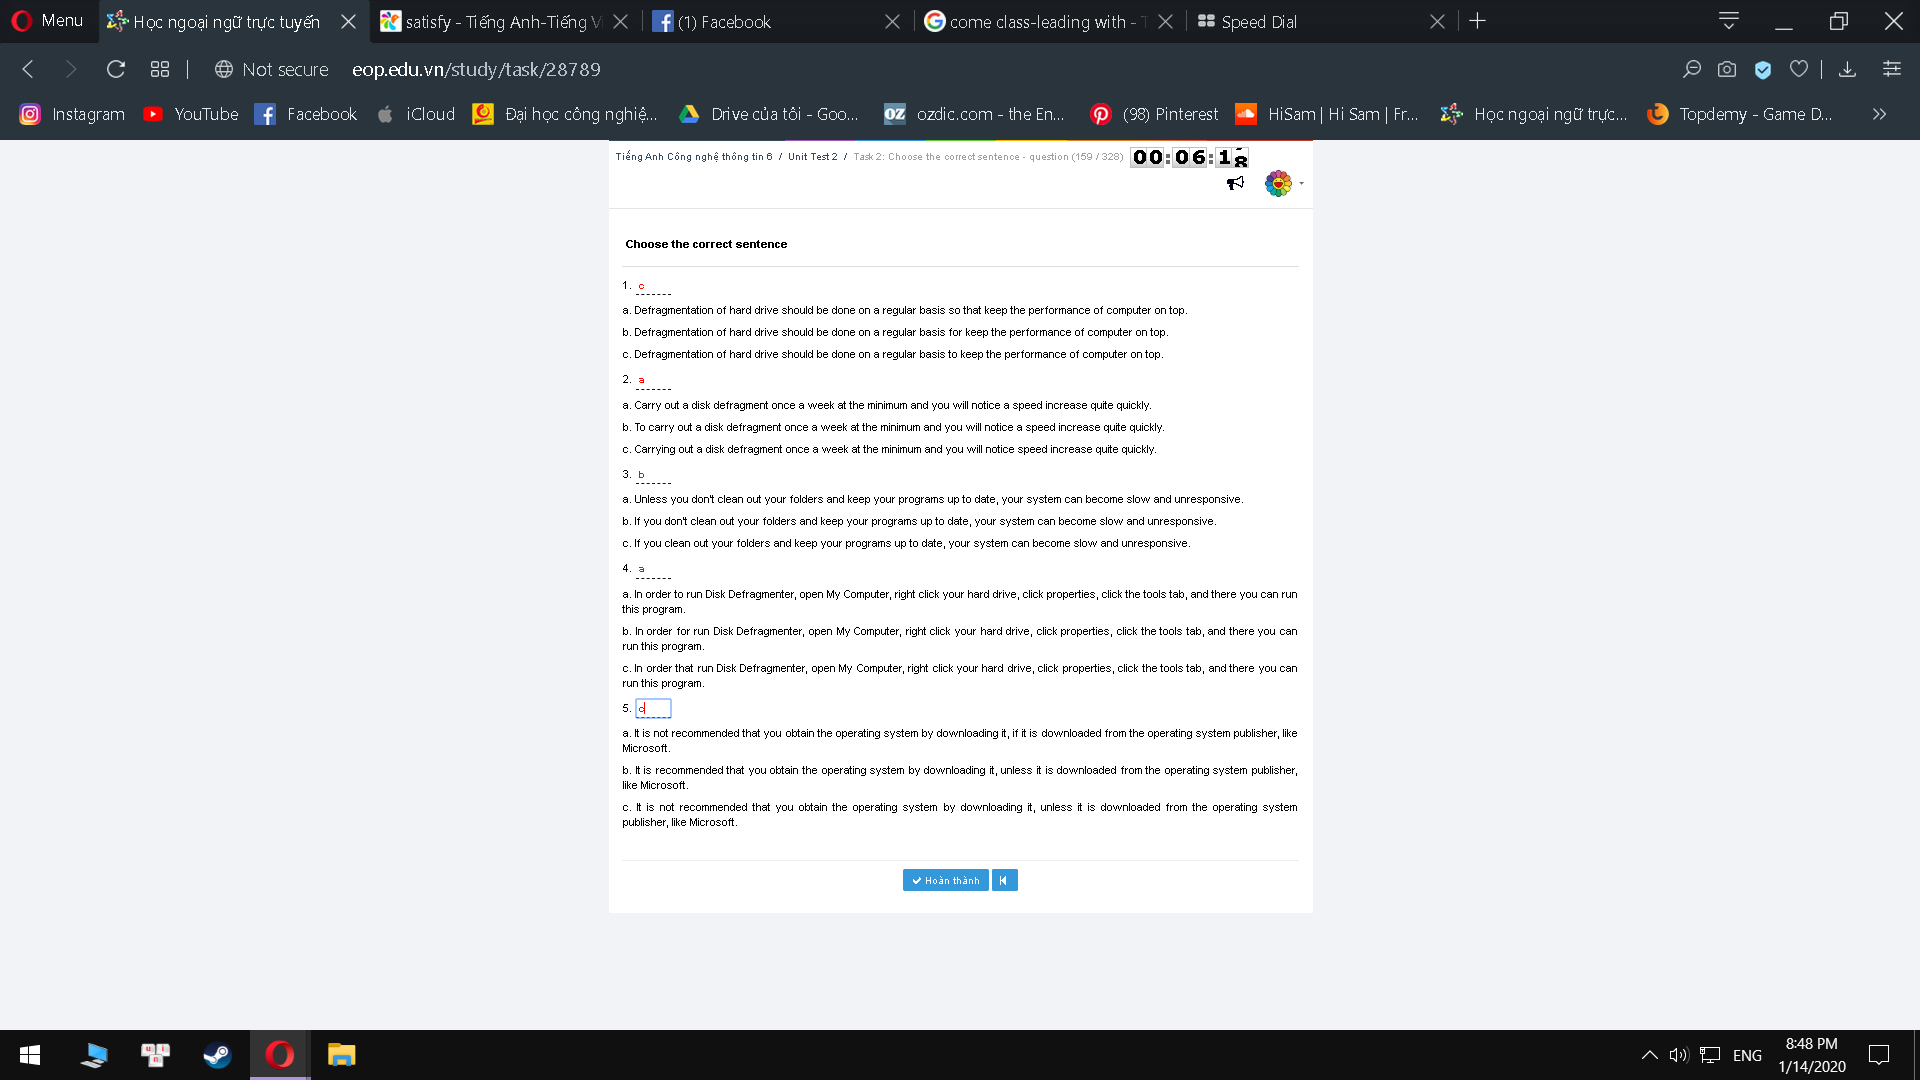 Menu
Học ngoại ngữ trực tuyến
satisfy - Tiếng Anh-Tiếng V
(1) Facebook
come class-leading with - T
Speed Dial
Not secure
eop.edu.vn/study/task/28789
Instagram
YouTube
Facebook
iCloud
Đại học công nghiệ...
Drive của tôi - Goo...
OZ
ozdic.com - the En...
(98) Pinterest
HiSam | Hi Sam | Fr...
Học ngoại ngữ trực...
Topdemy - Game D...
Tiếng Anh Công nghệ thông tin 6 / Unit Test 2 / Task 2: Choose the correct sentence - question (159 / 328)
00:06:18
Choose the correct sentence
1. c
a. Defragmentation of hard drive should be done on a regular basis so that keep the performance of computer on top.
b. Defragmentation of hard drive should be done on a regular basis for keep the performance of computer on top.
c. Defragmentation of hard drive should be done on a regular basis to keep the performance of computer on top.
2. a
a. Carry out a disk defragment once a week at the minimum and you will notice a speed increase quite quickly.
b. To carry out a disk defragment once a week at the minimum and you will notice a speed increase quite quickly.
c. Carrying out a disk defragment once a week at the minimum and you will notice speed increase quite quickly.
3. b
a. Unless you don't clean out your folders and keep your programs up to date, your system can become slow and unresponsive.
b. If you don't clean out your folders and keep your programs up to date, your system can become slow and unresponsive.
c. If you clean out your folders and keep your programs up to date, your system can become slow and unresponsive.
4. a
a. In order to run Disk Defragmenter, open My Computer, right click your hard drive, click properties, click the tools tab, and there you can run
this program.
b. In order for run Disk Defragmenter, open My Computer, right click your hard drive, click properties, click the tools tab, and there you can
run this program.
c. In order that run Disk Defragmenter, open My Computer, right click your hard drive, click properties, click the tools tab, and there you can
run this program.
5. c
a. It is not recommended that you obtain the operating system by downloading it, if it is downloaded from the operating system publisher, like
Microsoft.
b. It is recommended that you obtain the operating system by downloading it, unless it is downloaded from the operating system publisher,
like Microsoft.
c. It is not recommended that you obtain the operating system by downloading it, unless it is downloaded from the operating system
publisher, like Microsoft.
Hoàn thành
ENG
8:48 PM
1/14/2020